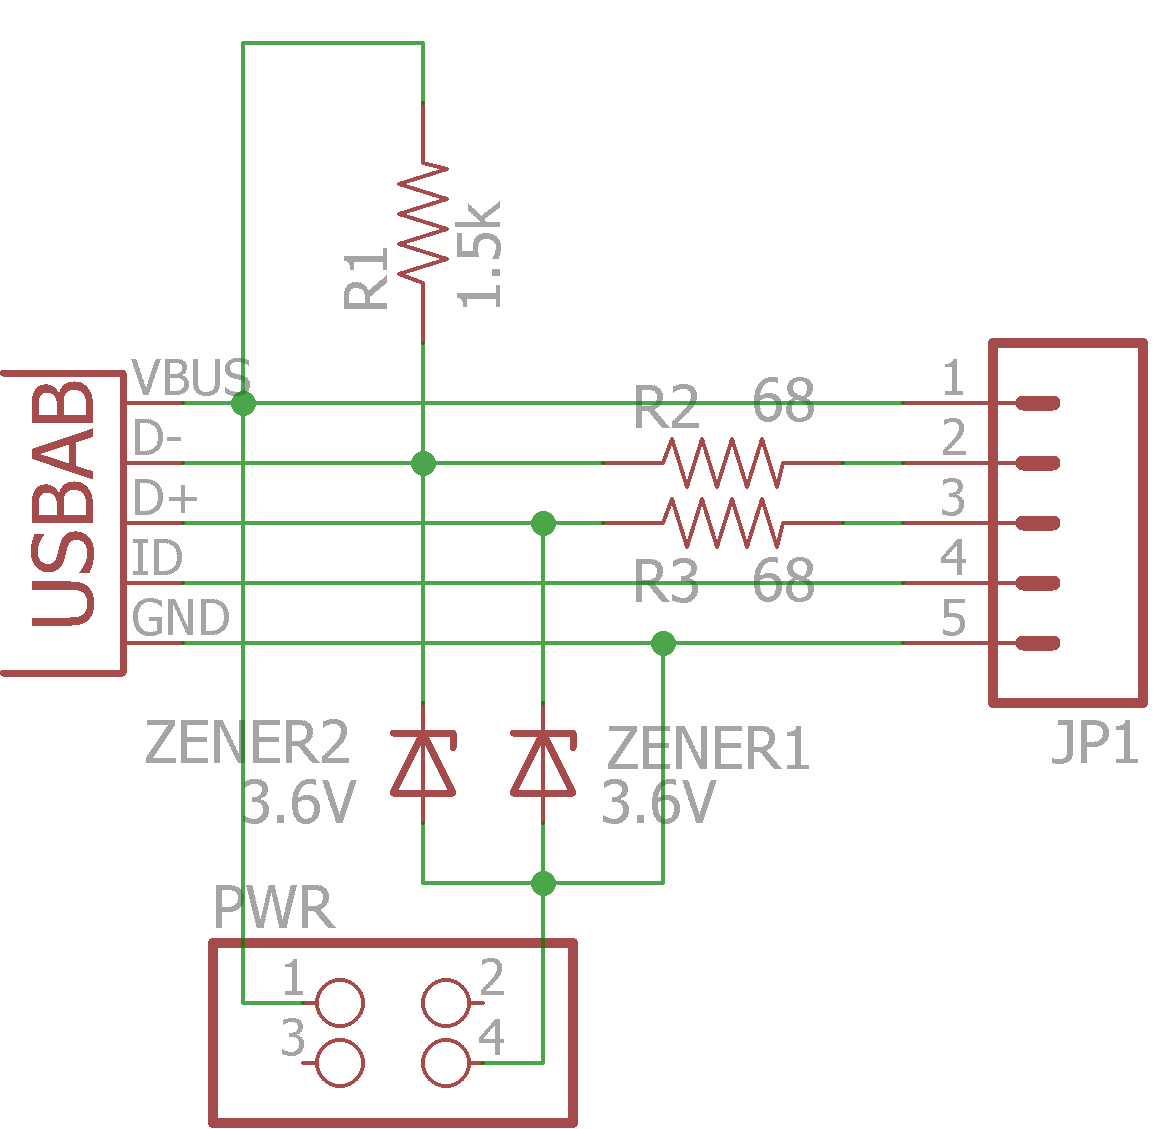 R1
1.5k
USBAB
VBUS
D-
D+
ID
GND
R2 68
R3 68
1
2
3
4
5
JP1
ZENER2
3.6V
ZENER1
3.6V
PWR
1 2
3 4